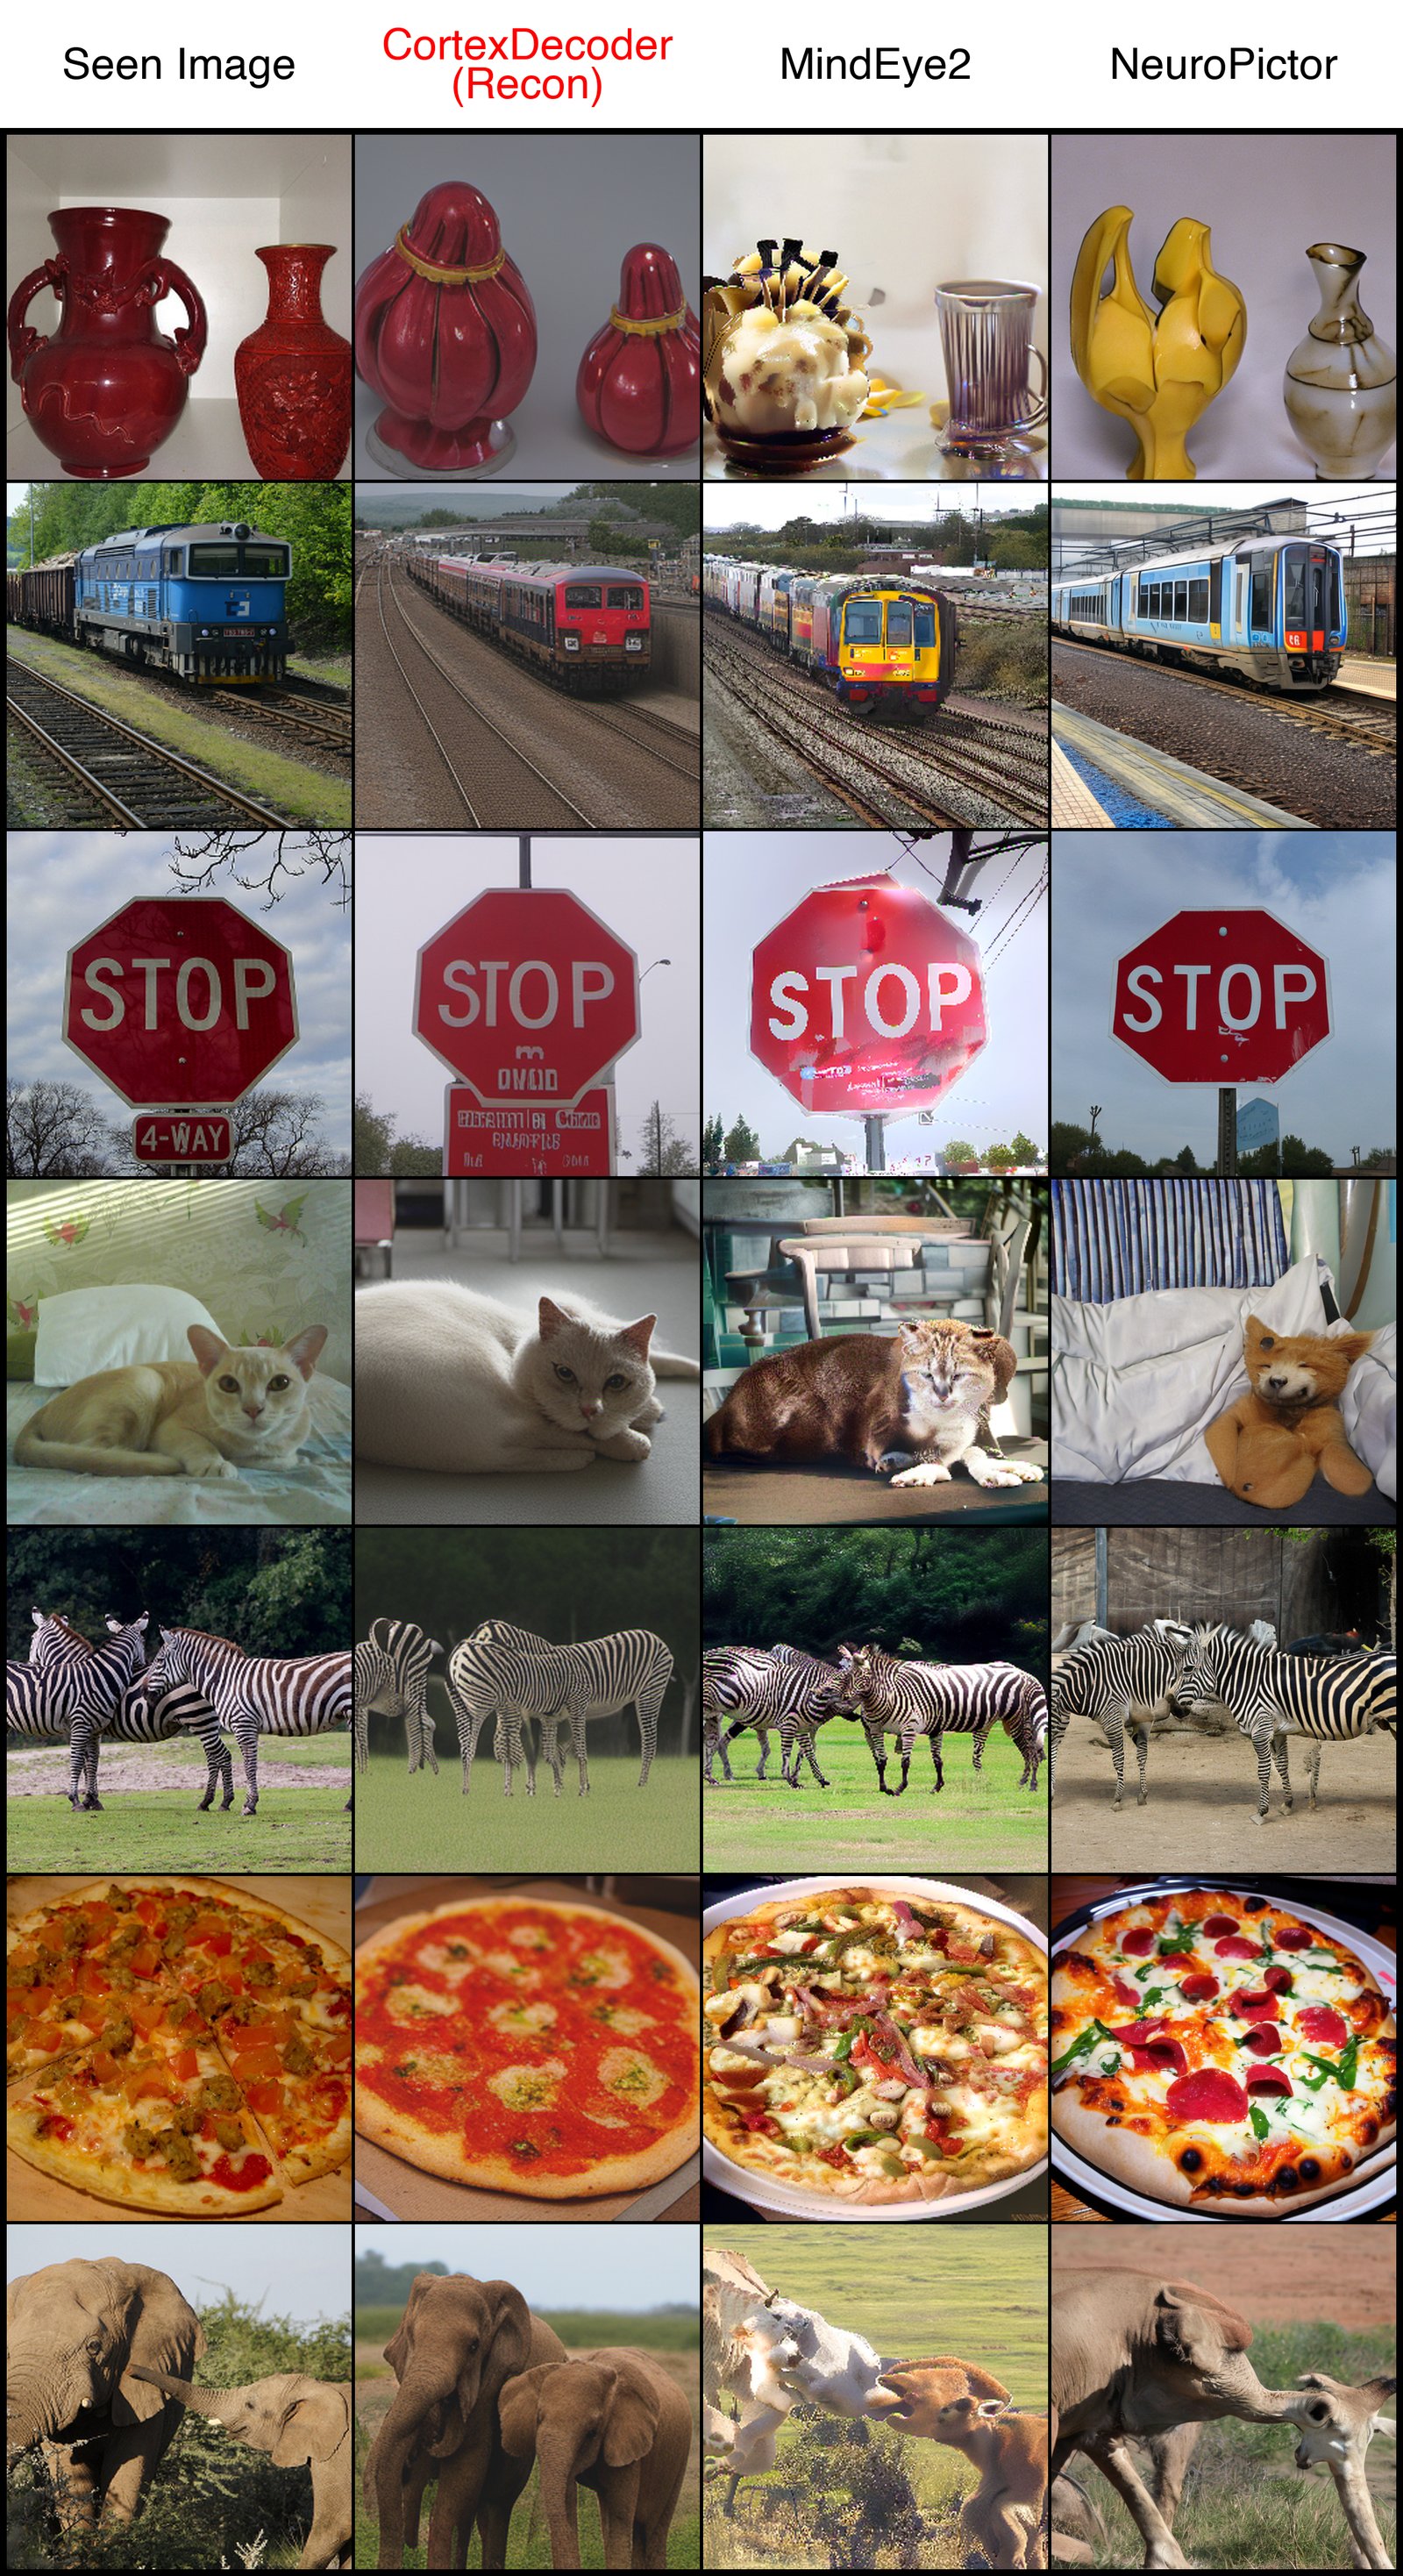 Seen Image
CortexDecoder
(Recon)
MindEye2
NeuroPictor
STOP
4-WAY
STOP
STOP
STOP